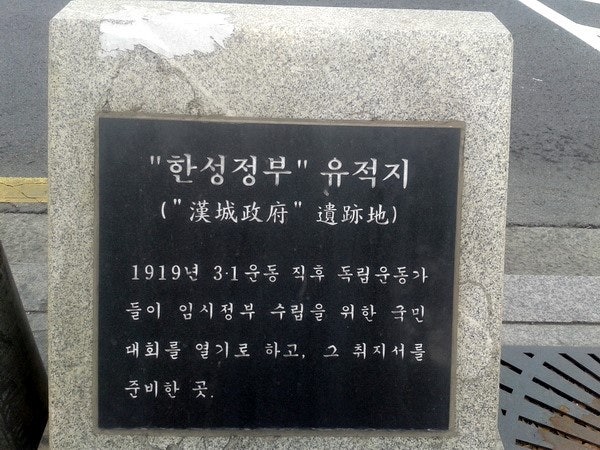 "한성정부" 유적지
("漢城政府" 遺跡地)
1919년 3·1운동 직후 독립운동가
들이 임시정부 수립을 위한 국민
대회를 열기로 하고, 그 취지서를
준비한 곳.